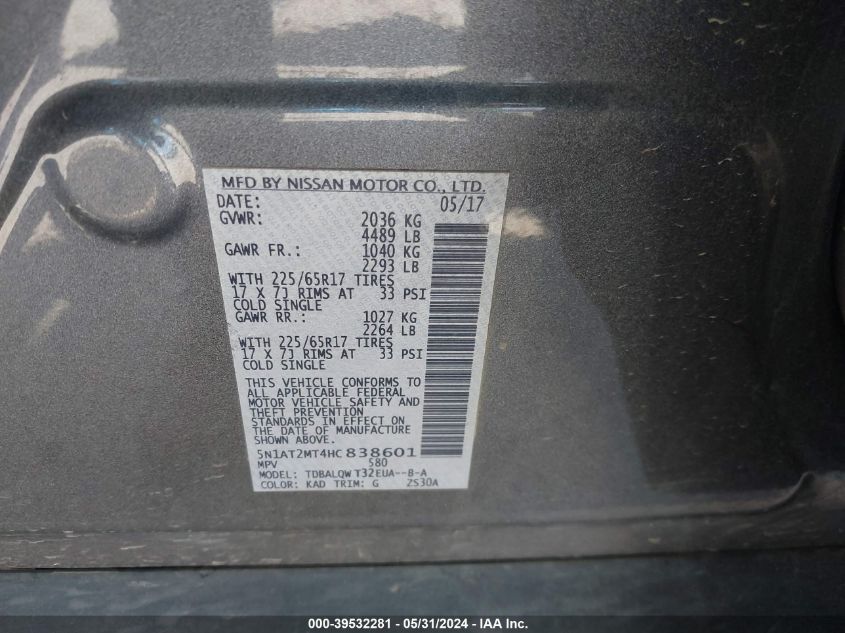 MFD BY NISSAN MOTOR CO., LTD.
DATE: 05/17
GVWR: 2036 KG
4489 LB
GAWR FR.: 1040 KG
2293 LB
WITH 225/65R17 TIRES
17 X 7J RIMS AT 33 PSI
COLD SINGLE
GAWR RR.: 1027 KG
2264 LB
WITH 225/65R17 TIRES
17 X 7J RIMS AT 33 PSI
COLD SINGLE
THIS VEHICLE CONFORMS TO
ALL APPLICABLE FEDERAL
MOTOR VEHICLE SAFETY AND
THEFT PREVENTION
STANDARDS IN EFFECT ON
THE DATE OF MANUFACTURE
SHOWN ABOVE.
5N1AT2MT4HC838601
MPV 580
MODEL: TDBALQW T32EUA--B-A
COLOR: KAD TRIM: G ZS30A
000-39532281 - 05/31/2024 - IAA Inc.